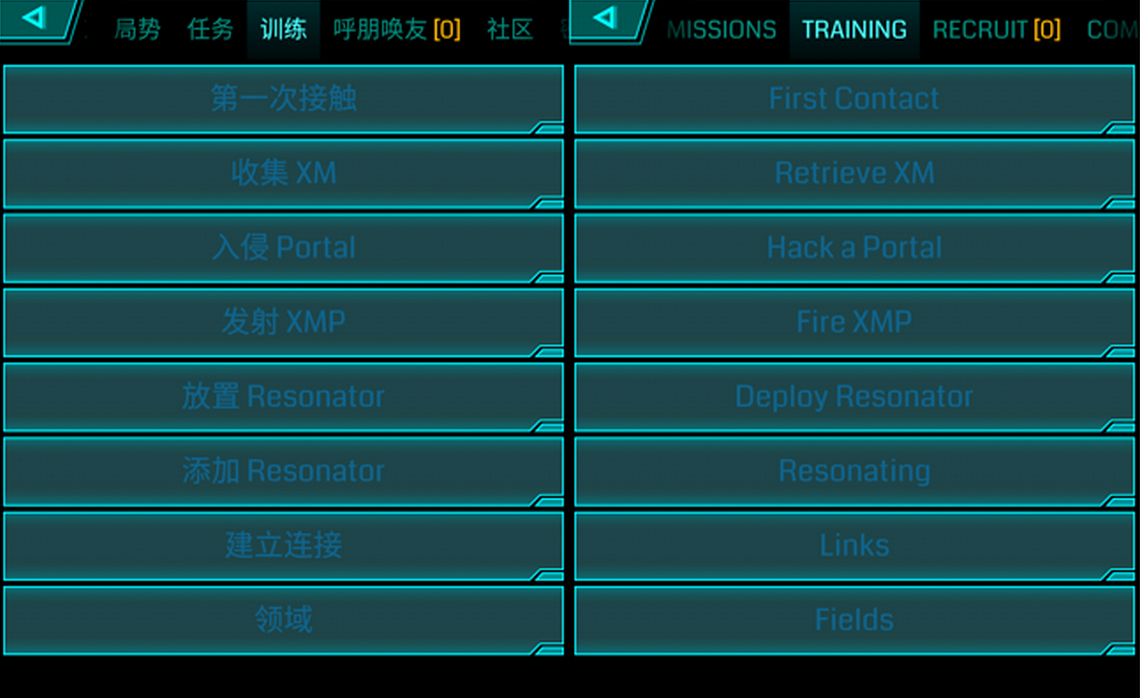 局势 任务 训练 呼朋唤友 [0] 社区
第一次接触
收集 XM
入侵 Portal
发射 XMP
放置 Resonator
添加 Resonator
建立连接
领域
MISSIONS TRAINING RECRUIT [0] COM
First Contact
Retrieve XM
Hack a Portal
Fire XMP
Deploy Resonator
Resonating
Links
Fields